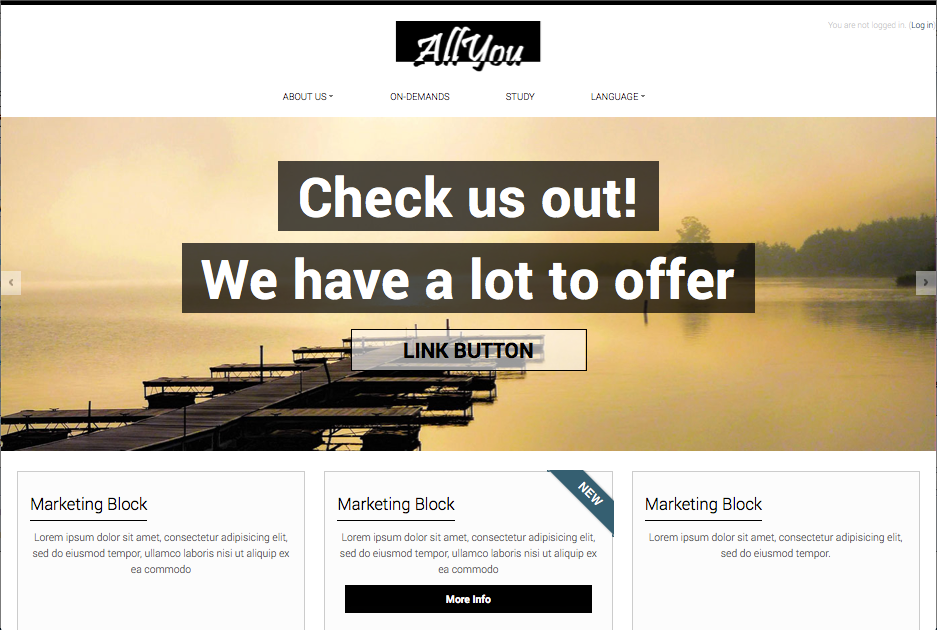 You are not logged in. (Log in)
AllYou
ABOUT US ON-DEMANDS STUDY LANGUAGE
Check us out!
We have a lot to offer
LINK BUTTON
Marketing Block
Lorem ipsum dolor sit amet, consectetur adipisicing elit,
sed do eiusmod tempor, ullamco laboris nisi ut aliquip ex
ea commodo
NEW
Marketing Block
Lorem ipsum dolor sit amet, consectetur adipisicing elit,
sed do eiusmod tempor, ullamco laboris nisi ut aliquip ex
ea commodo
More Info
Marketing Block
Lorem ipsum dolor sit amet, consectetur adipisicing elit,
sed do eiusmod tempor.